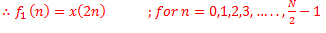 ∴ f₁(n) = x(2n) ; for n = 0,1,2,3, … . . , N/2 − 1